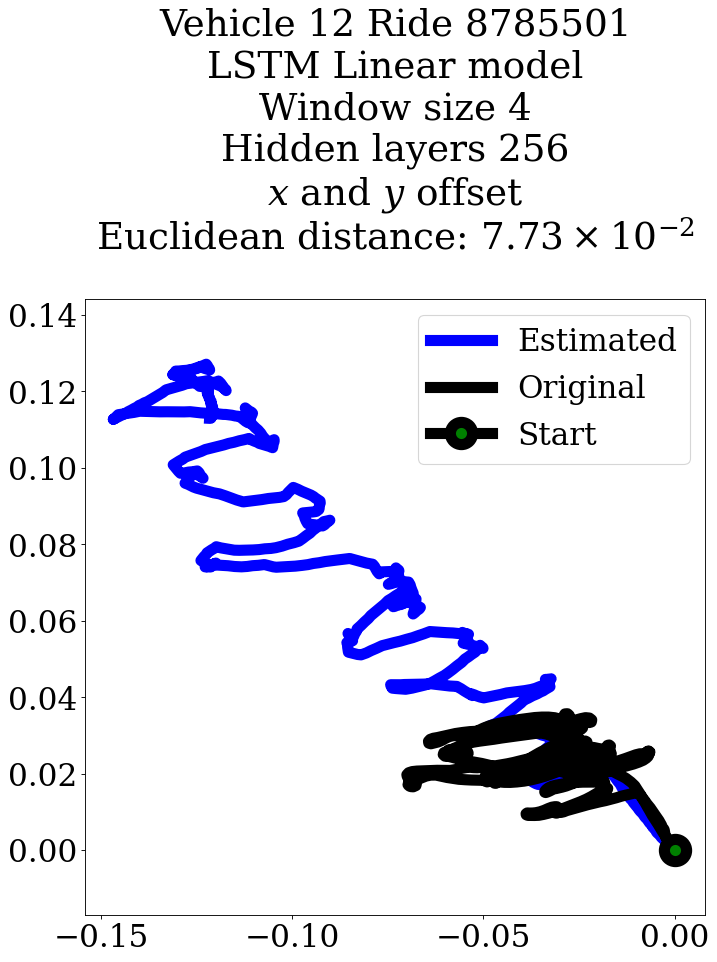 Vehicle 12 Ride 8785501
LSTM Linear model
Window size 4
Hidden layers 256
x and y offset
Euclidean distance: 7.73 × 10⁻²
Estimated
Original
Start
0.14
0.12
0.10
0.08
0.06
0.04
0.02
0.00
−0.15 −0.10 −0.05 0.00